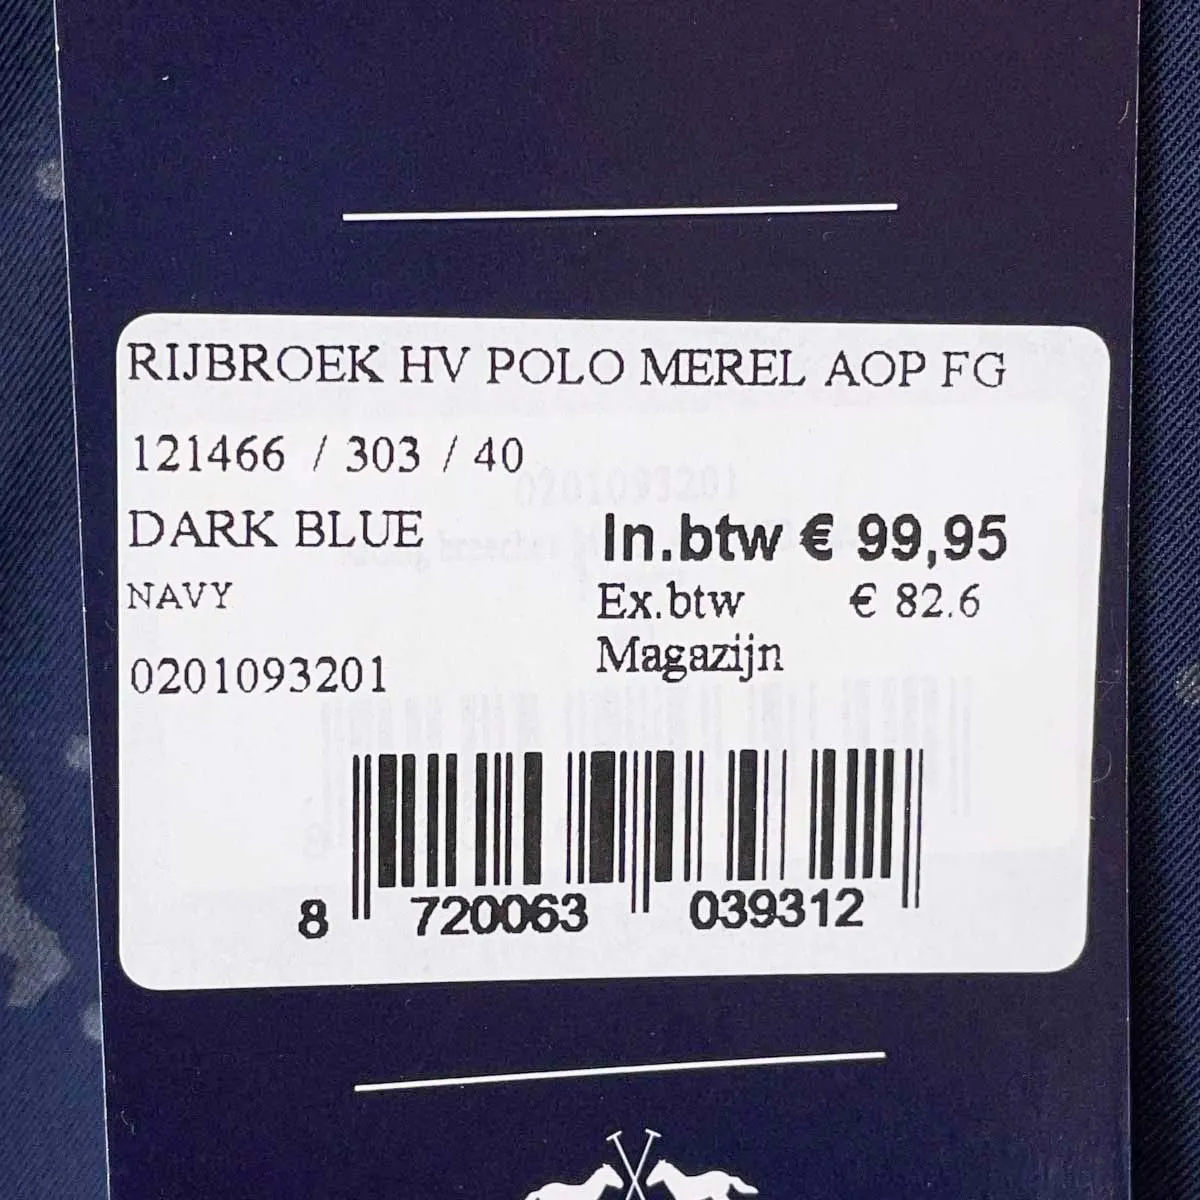 RIJBROEK HV POLO MEREL AOP FG
121466 / 303 / 40
DARK BLUE
In.btw € 99,95
NAVY
Ex.btw € 82.6
Magazijn
0201093201
8 720063 039312